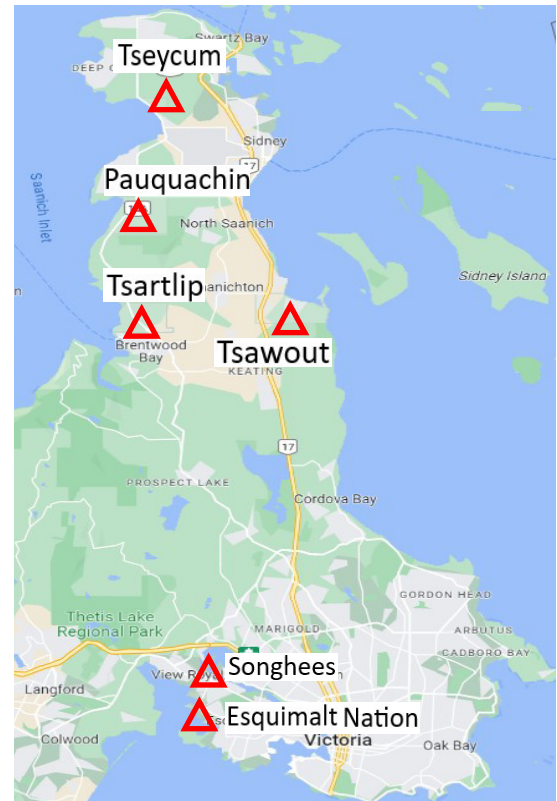 Swartz Bay
DEEP
Tseycum
Sidney
17
Pauquachin
Saanich Inlet
North Saanich
Sidney Island
Tsartlip
Brentwood
Bay
Tsawout
KEATING
17
PROSPECT LAKE
Cordova Bay
GORDON HEAD
Thetis Lake
Regional Park
MARIGOLD
ARBUTUS
CADBORO BAY
Songhees
View Royal
Langford
Esquimalt Nation
Colwood
Victoria
Oak Bay